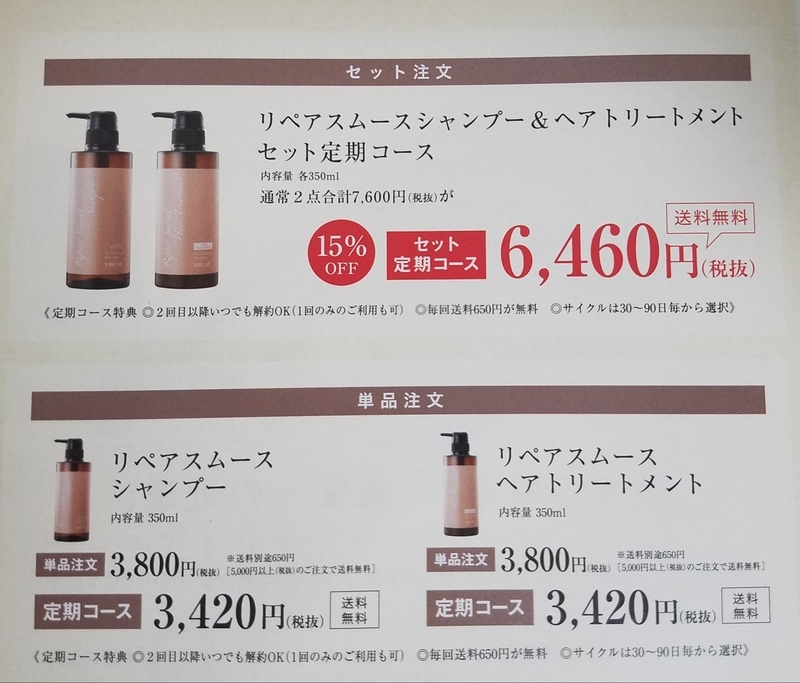 セット注文
リペアスムースシャンプー＆ヘアトリートメント
セット定期コース
内容量 各350ml
通常２点合計7,600円(税抜)が
送料無料
15%
OFF
セット
定期コース
6,460円(税抜)
《定期コース特典 ◎２回目以降いつでも解約OK(1回のみのご利用も可) ◎毎回送料650円が無料 ◎サイクルは30〜90日毎から選択》
単品注文
リペアスムース
シャンプー
内容量 350ml
単品注文 3,800円(税抜) ※送料別途650円
[5,000円以上(税抜)のご注文で送料無料]
定期コース 3,420円(税抜) 送料
無料
リペアスムース
ヘアトリートメント
内容量 350ml
単品注文 3,800円(税抜) ※送料別途650円
[5,000円以上(税抜)のご注文で送料無料]
定期コース 3,420円(税抜) 送料
無料
《定期コース特典 ◎２回目以降いつでも解約OK(1回のみのご利用も可) ◎毎回送料650円が無料 ◎サイクルは30〜90日毎から選択》